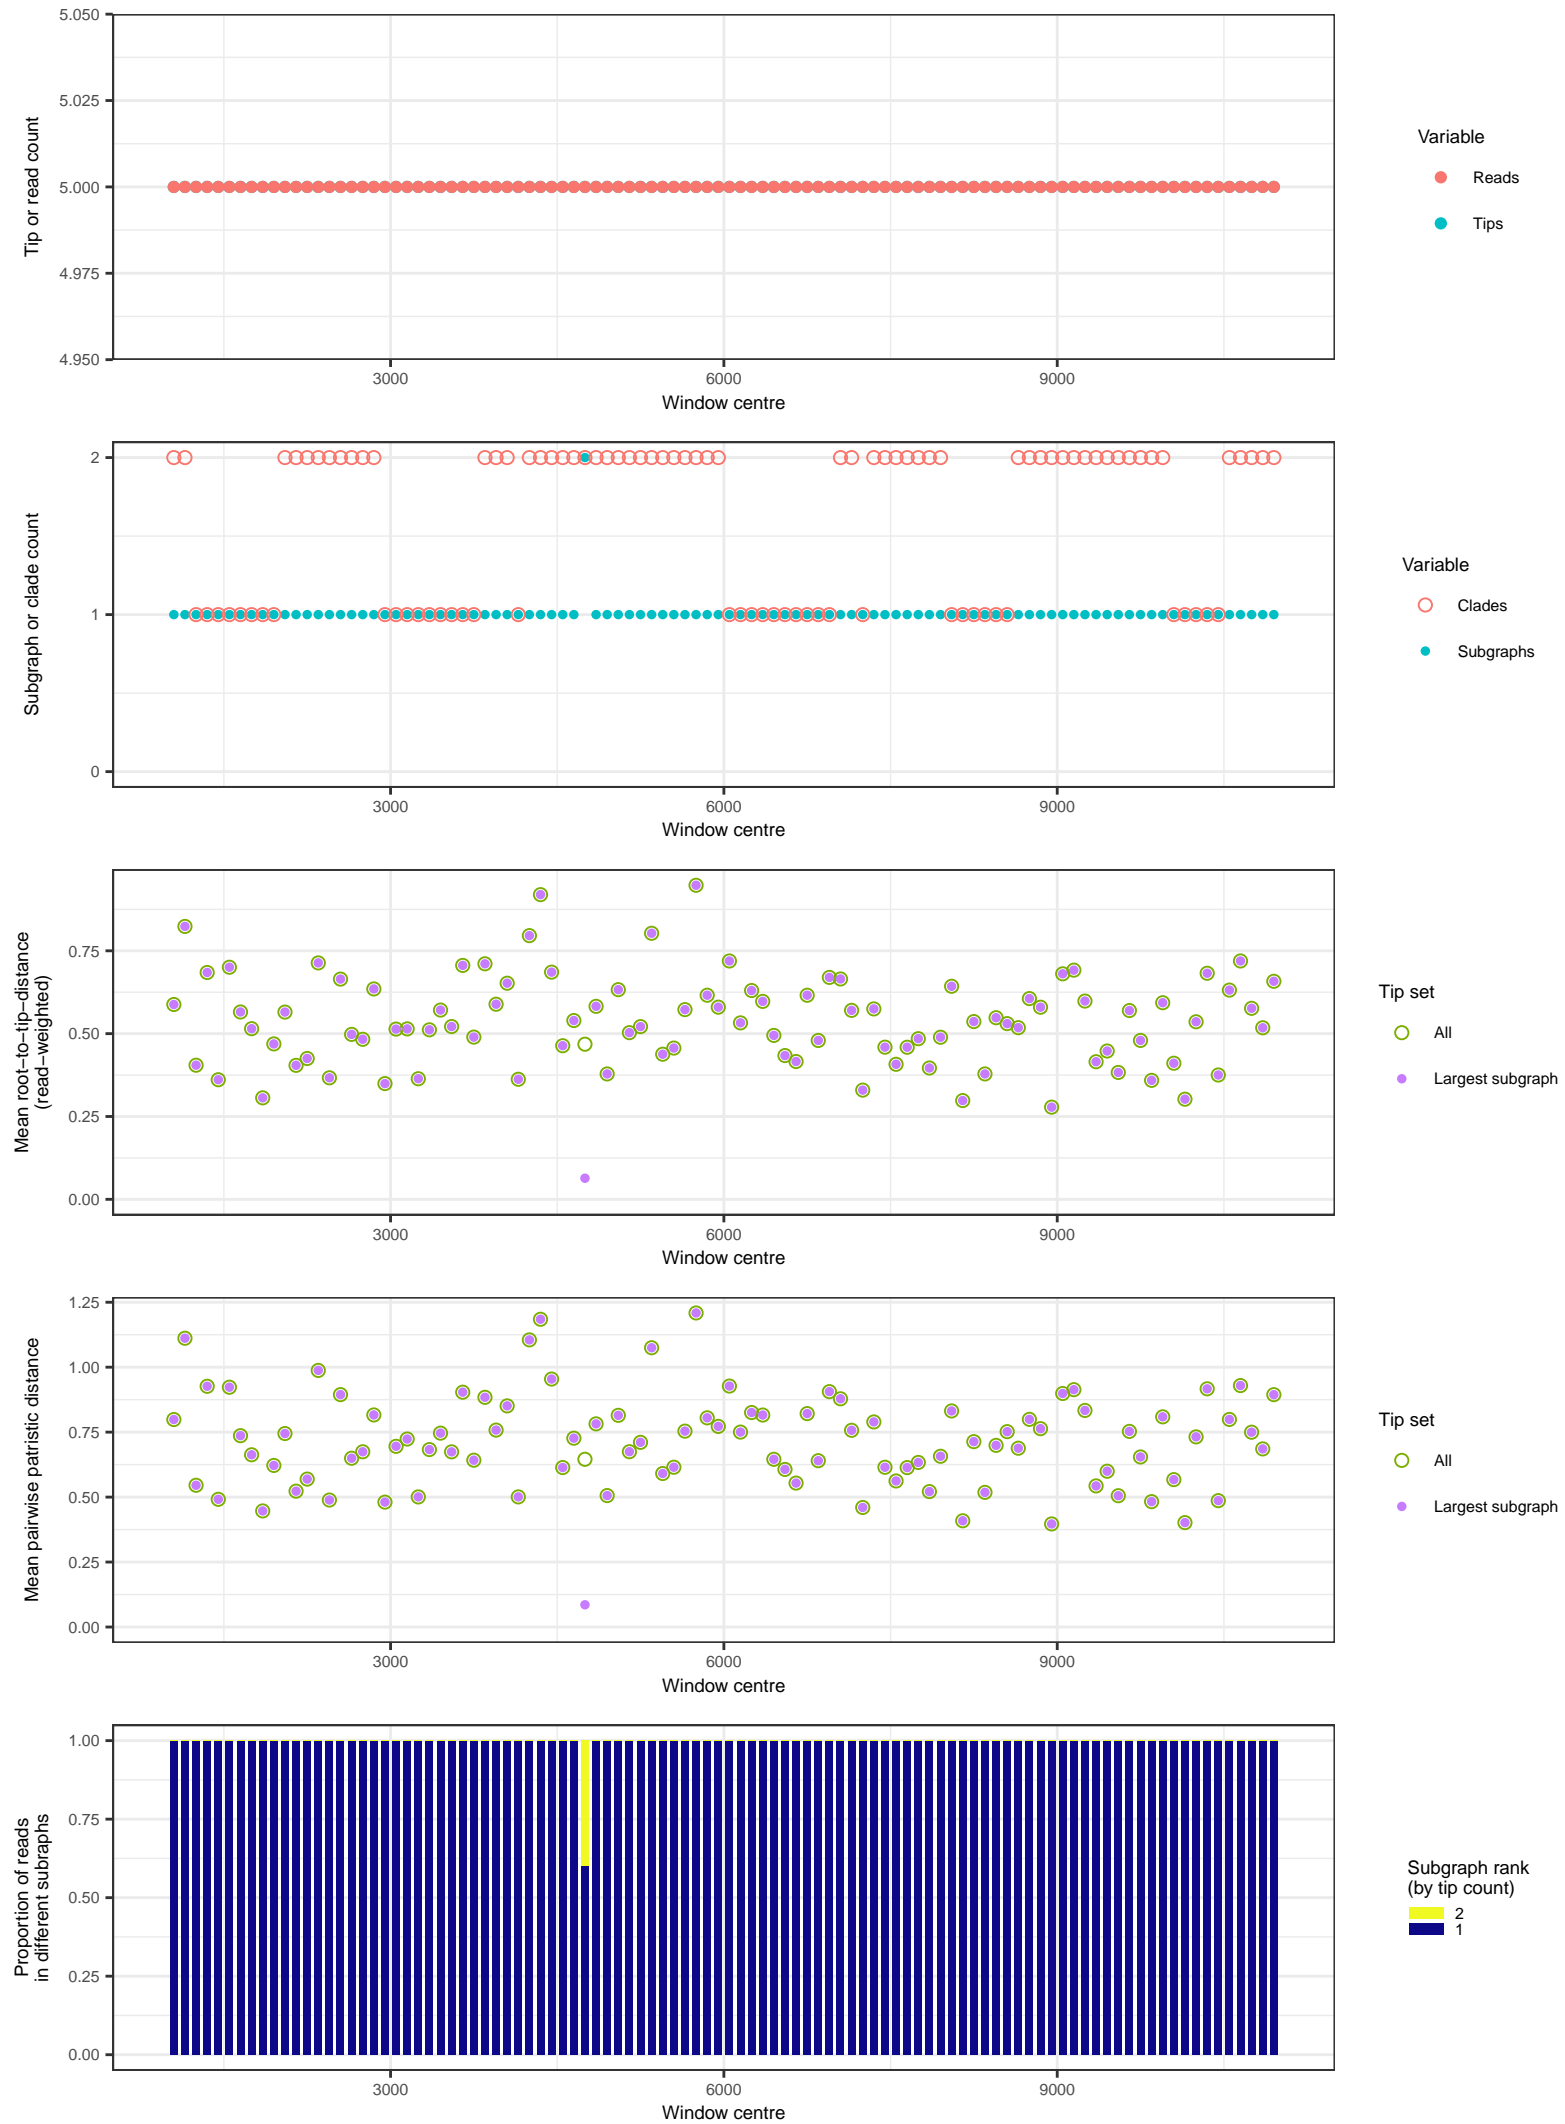 5.050
5.025
5.000
4.975
4.950
Tip or read count
3000
6000
9000
Window centre
Variable
Reads
Tips
2
1
0
Subgraph or clade count
3000
6000
9000
Window centre
Variable
Clades
Subgraphs
0.75
0.50
0.25
0.00
Mean root−to−tip−distance
(read−weighted)
3000
6000
9000
Window centre
Tip set
All
Largest subgraph
1.25
1.00
0.75
0.50
0.25
0.00
Mean pairwise patristic distance
3000
6000
9000
Window centre
Tip set
All
Largest subgraph
1.00
0.75
0.50
0.25
0.00
Proportion of reads
in different subraphs
3000
6000
9000
Window centre
Subgraph rank
(by tip count)
2
1